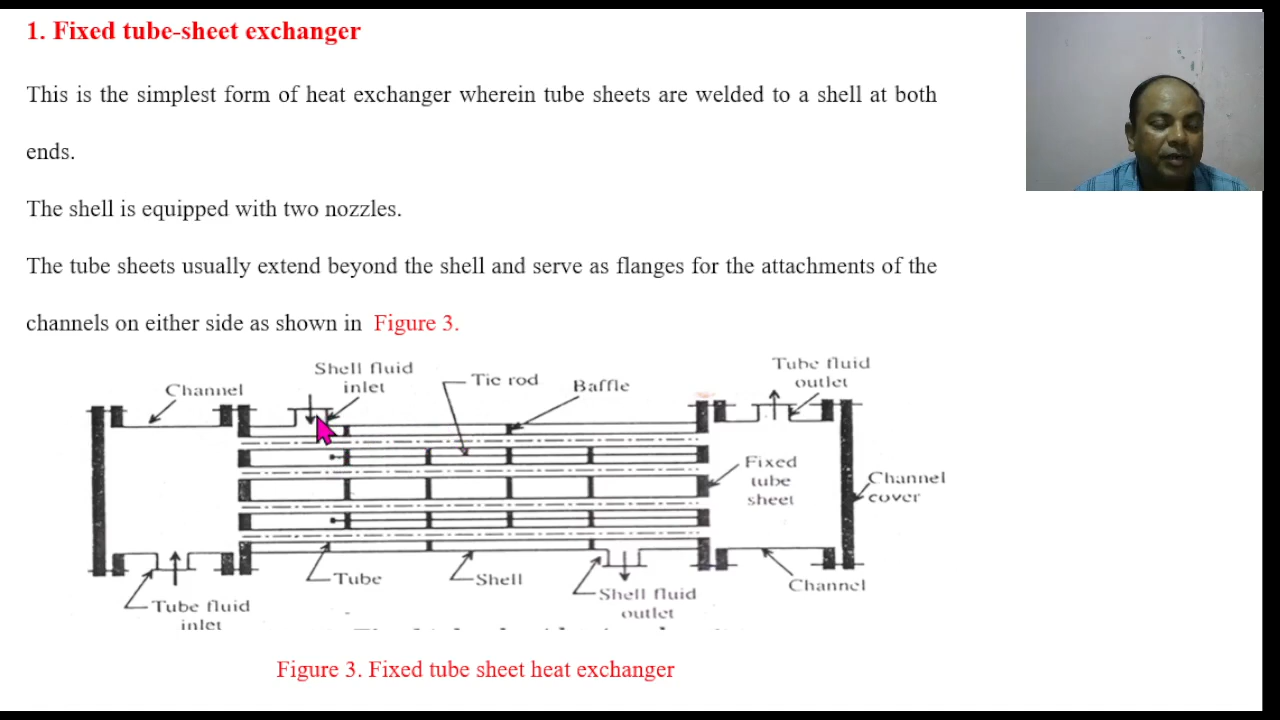 1. Fixed tube-sheet exchanger
This is the simplest form of heat exchanger wherein tube sheets are welded to a shell at both
ends.
The shell is equipped with two nozzles.
The tube sheets usually extend beyond the shell and serve as flanges for the attachments of the
channels on either side as shown in Figure 3.
Shell fluid
inlet
Tube fluid
outlet
Channel
Tie rod
Baffle
Fixed
tube
sheet
Channel
cover
Tube
Shell
Shell fluid
outlet
Channel
Tube fluid
inlet
Figure 3. Fixed tube sheet heat exchanger